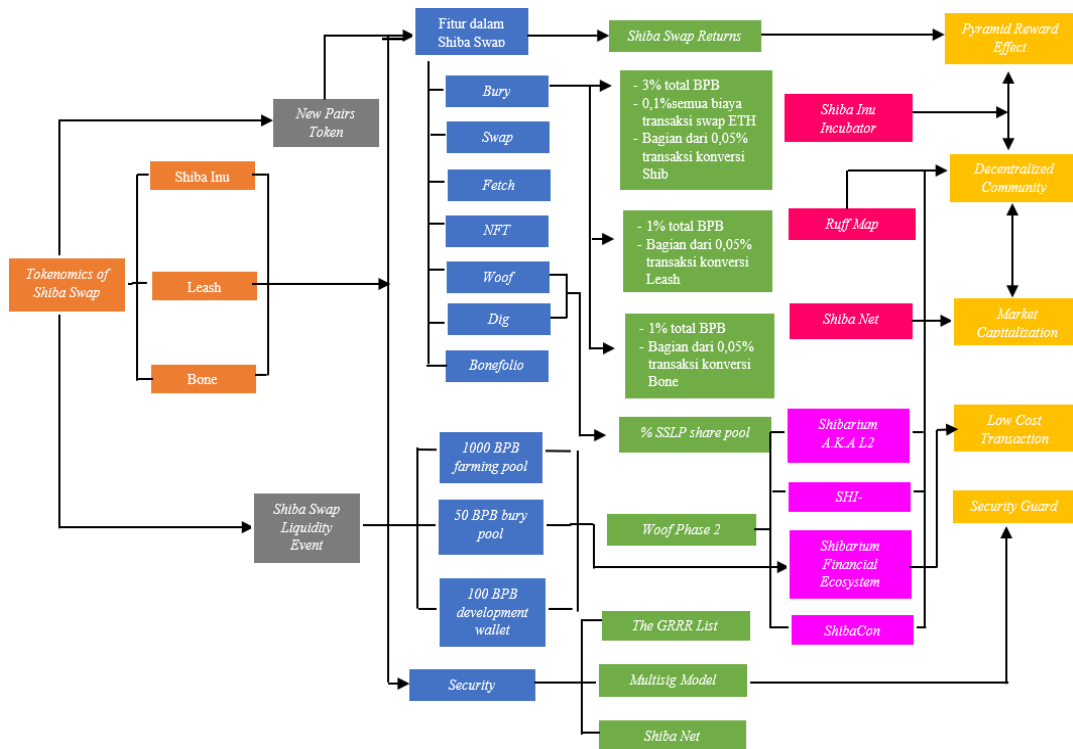 Tokenomics of
Shiba Swap
New Pairs
Token
Shiba Inu
Leash
Bone
Shiba Swap
Liquidity
Event
Fitur dalam
Shiba Swap
Bury
Swap
Fetch
NFT
Woof
Dig
Bonefolio
1000 BPB
farming pool
50 BPB bury
pool
100 BPB
development
wallet
Security
Shiba Swap Returns
- 3% total BPB
- 0,1%semua biaya
transaksi swap ETH
- Bagian dari 0,05%
transaksi konversi
Shib
- 1% total BPB
- Bagian dari 0,05%
transaksi konversi
Leash
- 1% total BPB
- Bagian dari 0,05%
transaksi konversi
Bone
% SSLP share pool
Woof Phase 2
The GRRR List
Multisig Model
Shiba Net
Shiba Inu
Incubator
Ruff Map
Shiba Net
Shibarium
A.K.A L2
SHI-
Shibarium
Financial
Ecosystem
ShibaCon
Pyramid Reward
Effect
Decentralized
Community
Market
Capitalization
Low Cost
Transaction
Security Guard